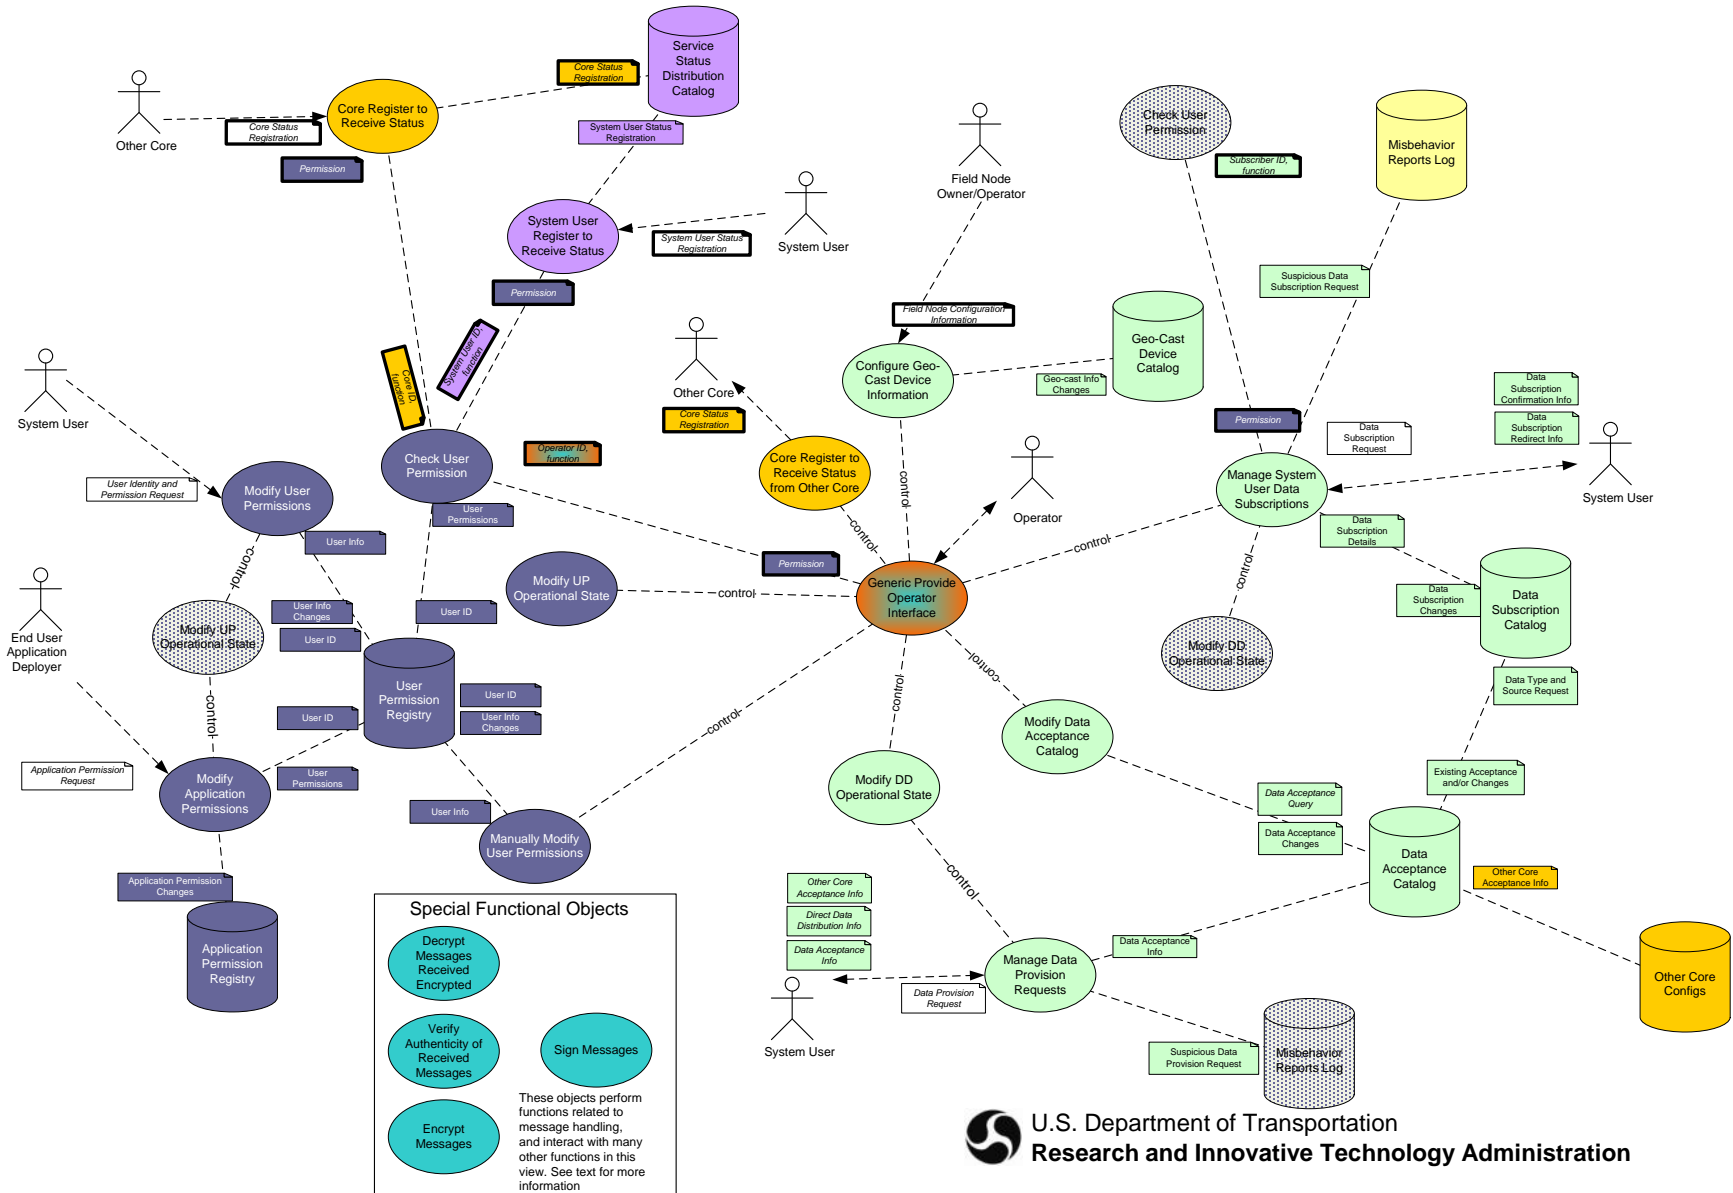 Service
Status
Distribution
Catalog
Core Status
Registration
Other Core
Core Status
Registration
Core Register to
Receive Status
Permission
System User Status
Registration
System User
Register to
Receive Status
System User Status
Registration
System User
Permission
System User ID,
function
Core ID,
function
Field Node
Owner/Operator
Field Node Configuration
Information
Configure Geo-
Cast Device
Information
Geo-cast Info
Changes
Geo-Cast
Device
Catalog
Check User
Permission
Subscriber ID,
function
Misbehavior
Reports Log
Suspicious Data
Subscription Request
Permission
Data
Subscription
Confirmation Info
Data
Subscription
Redirect Info
Data
Subscription
Request
System User
Manage System
User Data
Subscriptions
Data
Subscription
Details
Data
Subscription
Changes
Data
Subscription
Catalog
Data Type and
Source Request
Existing Acceptance
and/or Changes
Other Core
Core Status
Registration
Core Register to
Receive Status
from Other Core
control
control
Operator
control
control
Modify DD
Operational State
System User
User Identity and
Permission Request
Modify User
Permissions
User Info
control
Check User
Permission
Operator ID,
function
User
Permissions
Permission
Modify UP
Operational State
control
Generic Provide
Operator
Interface
End User
Application
Deployer
Modify UP
Operational State
User Info
Changes
User ID
User ID
User
Permission
Registry
User ID
User Info
Changes
User ID
control
User
Permissions
Application Permission
Request
Modify
Application
Permissions
User Info
Manually Modify
User Permissions
control
control
control
Modify DD
Operational State
Modify Data
Acceptance
Catalog
Data Acceptance
Query
Data Acceptance
Changes
Data
Acceptance
Catalog
Other Core
Acceptance Info
Other Core
Configs
Application Permission
Changes
Application
Permission
Registry
control
Other Core
Acceptance Info
Direct Data
Distribution Info
Data Acceptance
Info
System User
Data Provision
Request
Manage Data
Provision
Requests
Data Acceptance
Info
Suspicious Data
Provision Request
Misbehavior
Reports Log
Special Functional Objects
Decrypt
Messages
Received
Encrypted
Verify
Authenticity of
Received
Messages
Sign Messages
Encrypt
Messages
These objects perform
functions related to
message handling,
and interact with many
other functions in this
view. See text for more
information
U.S. Department of Transportation
Research and Innovative Technology Administration